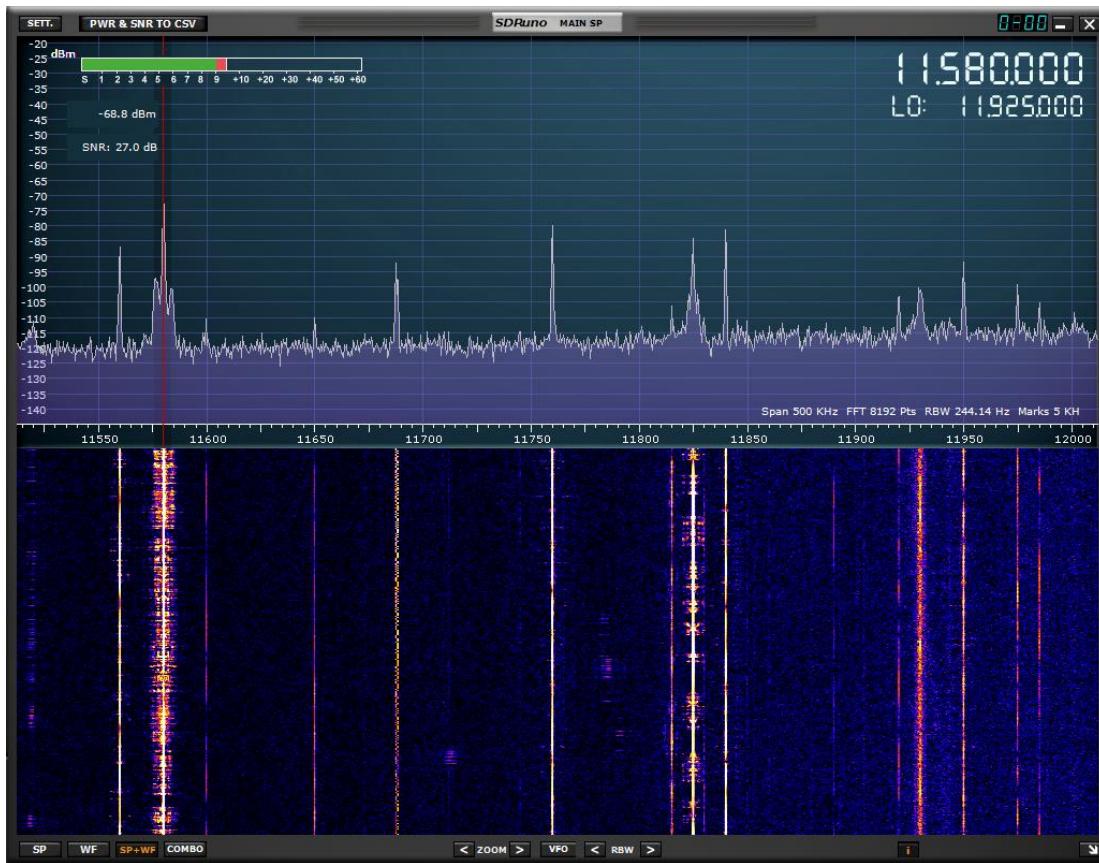 SETT. PWR & SNR TO CSV SDRuno MAIN SP 0-00
-20 dBm
-25
-30
S 1 2 3 4 5 6 7 8 9 +10 +20 +30 +40 +50 +60
11.580.000
-35
-40
LO: 11.925.000
-68.8 dBm
-45
-50
SNR: 27.0 dB
-55
-60
-65
-70
-75
-80
-85
-90
-95
-100
-105
-110
-115
-120
-125
-130
-135
-140
Span 500 KHz FFT 8192 Pts RBW 244.14 Hz Marks 5 KH
11550 11600 11650 11700 11750 11800 11850 11900 11950 12000
SP WF SP+WF COMBO < ZOOM > VFO < RBW > i